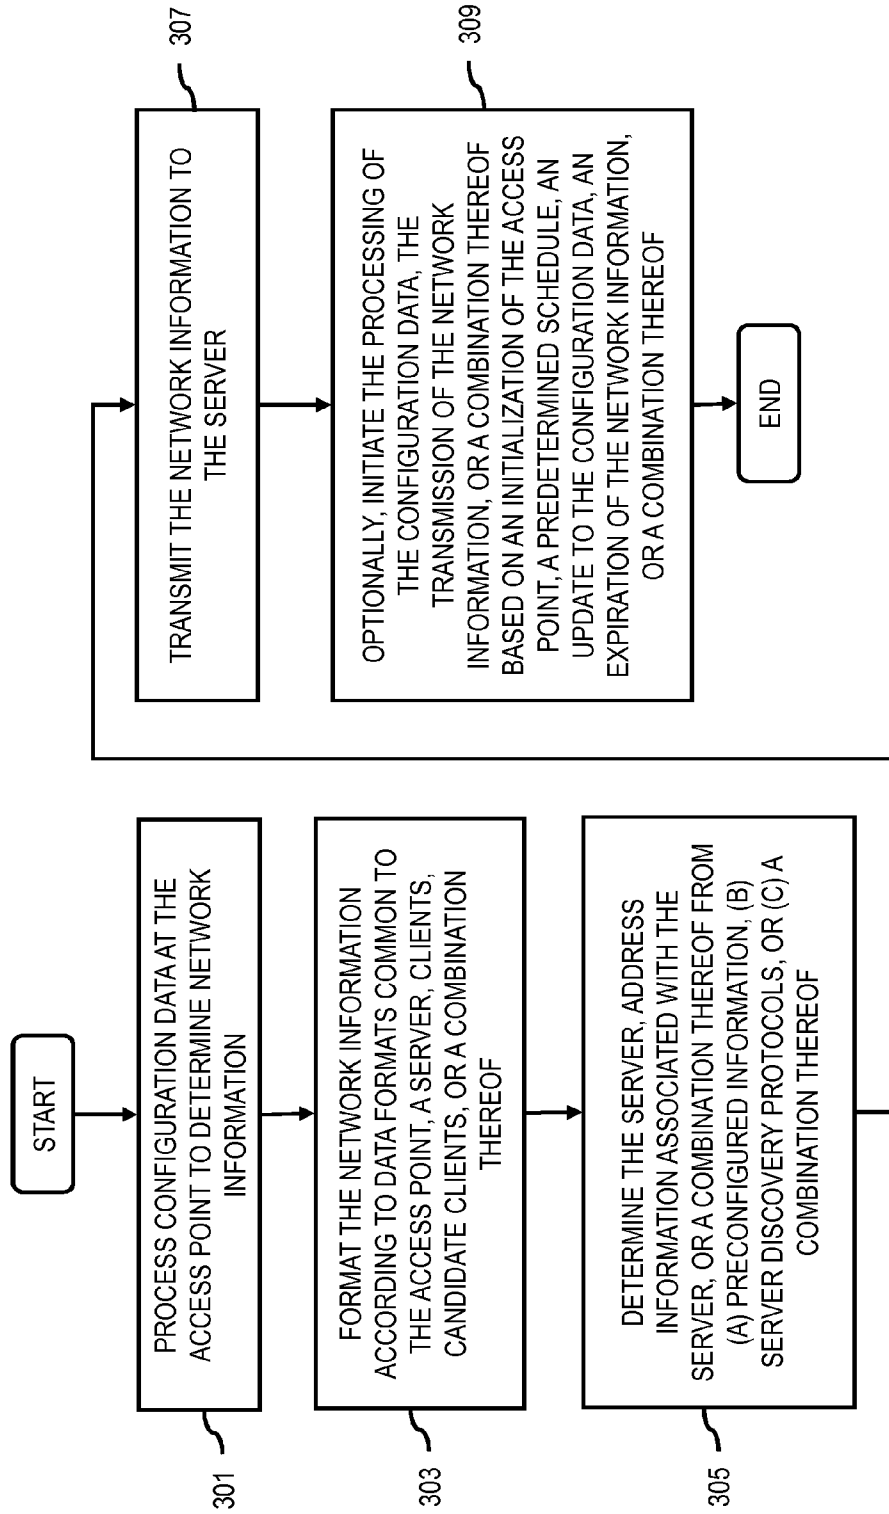 START
PROCESS CONFIGURATION DATA AT THE
ACCESS POINT TO DETERMINE NETWORK
INFORMATION
301
FORMAT THE NETWORK INFORMATION
ACCORDING TO DATA FORMATS COMMON TO
THE ACCESS POINT, A SERVER, CLIENTS,
CANDIDATE CLIENTS, OR A COMBINATION
THEREOF
303
DETERMINE THE SERVER, ADDRESS
INFORMATION ASSOCIATED WITH THE
SERVER, OR A COMBINATION THEREOF FROM
(A) PRECONFIGURED INFORMATION, (B)
SERVER DISCOVERY PROTOCOLS, OR (C) A
COMBINATION THEREOF
305
TRANSMIT THE NETWORK INFORMATION TO
THE SERVER
307
OPTIONALLY, INITIATE THE PROCESSING OF
THE CONFIGURATION DATA, THE
TRANSMISSION OF THE NETWORK
INFORMATION, OR A COMBINATION THEREOF
BASED ON AN INITIALIZATION OF THE ACCESS
POINT, A PREDETERMINED SCHEDULE, AN
UPDATE TO THE CONFIGURATION DATA, AN
EXPIRATION OF THE NETWORK INFORMATION,
OR A COMBINATION THEREOF
309
END